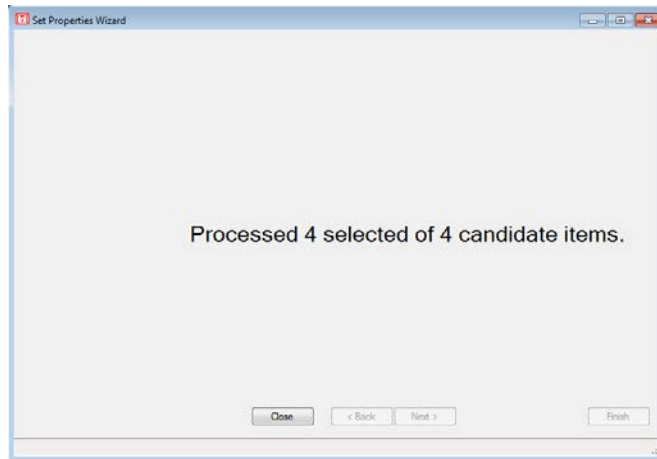 Set Properties Wizard
Processed 4 selected of 4 candidate items.
Close
< Back
Next >
Finish